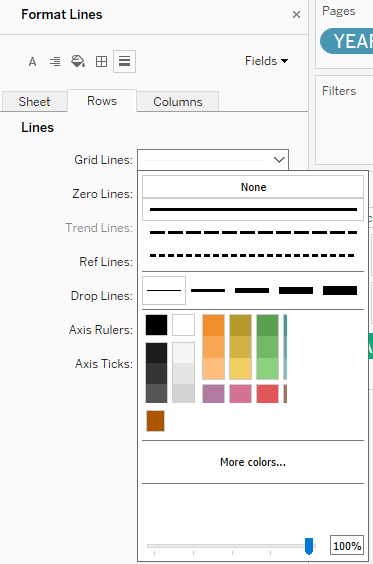 Format Lines
Pages
YEAR
A
Fields
Filters
Sheet
Rows
Columns
Lines
Grid Lines:
None
Zero Lines:
Trend Lines:
Ref Lines:
Drop Lines:
Axis Rulers:
Axis Ticks:
More colors...
100%